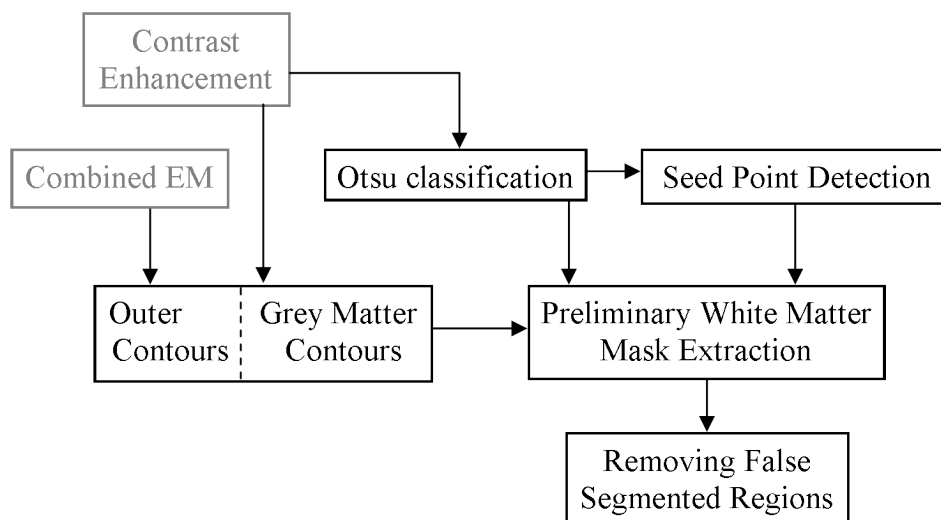 Contrast
Enhancement
Combined EM
Otsu classification
Seed Point Detection
Outer
Contours
Grey Matter
Contours
Preliminary White Matter
Mask Extraction
Removing False
Segmented Regions